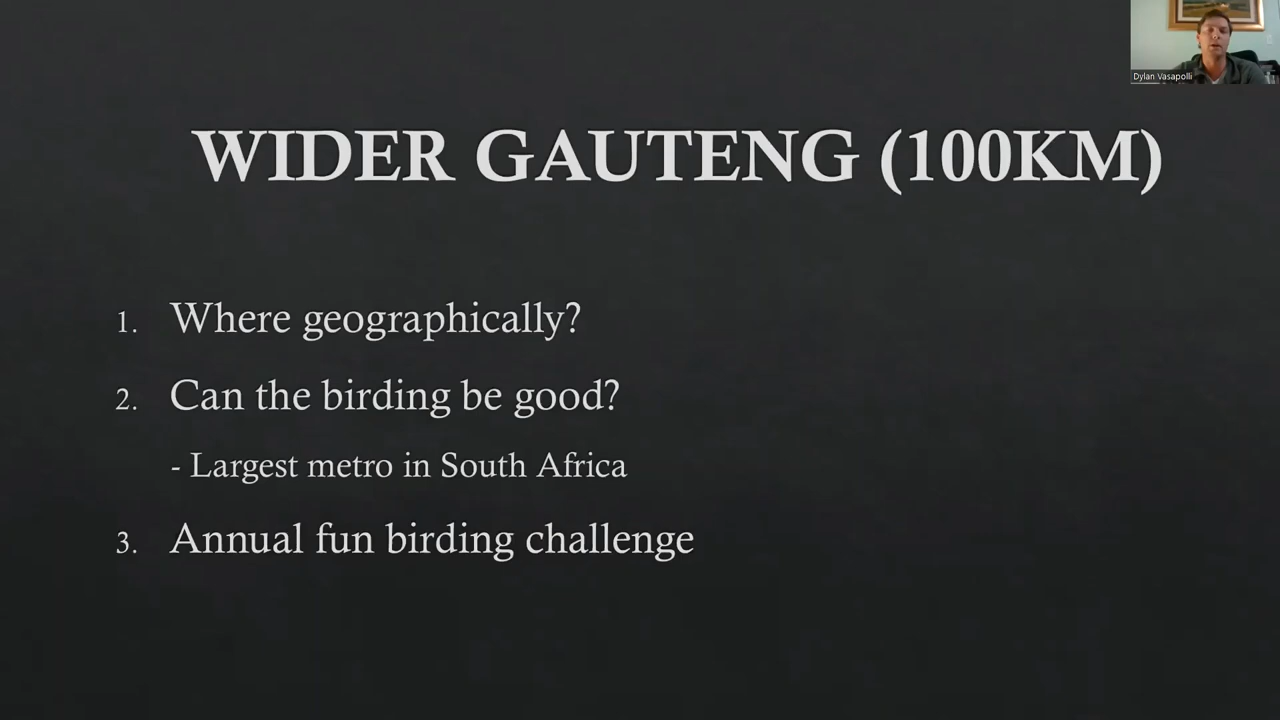 Dylan Vasapolli
WIDER GAUTENG (100KM)
1. Where geographically?
2. Can the birding be good?
- Largest metro in South Africa
3. Annual fun birding challenge